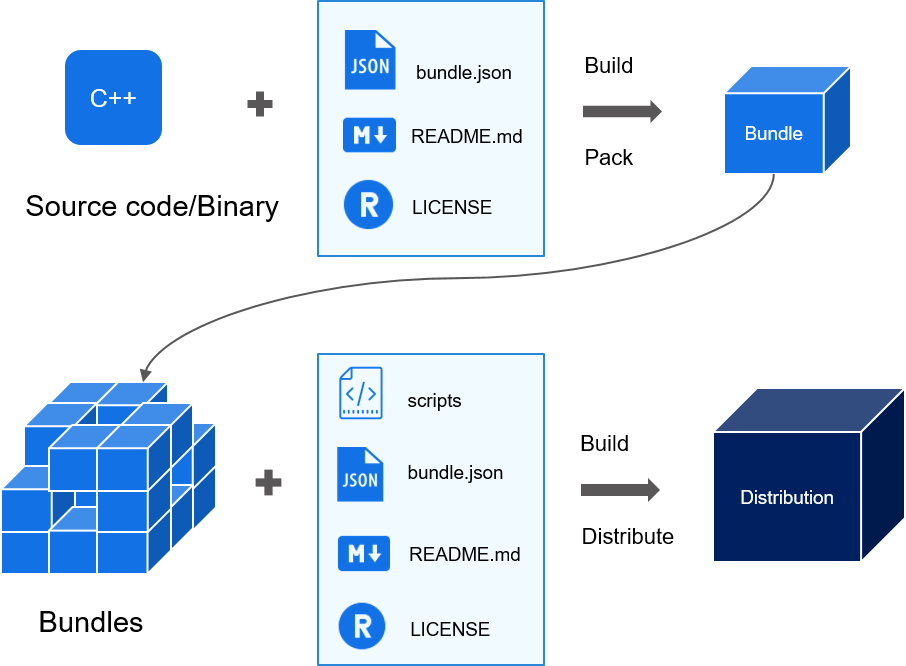 C++
Source code/Binary
JSON
bundle.json
M
README.md
R
LICENSE
Build
Pack
Bundle
Bundles
</>
scripts
JSON
bundle.json
M
README.md
R
LICENSE
Build
Distribute
Distribution